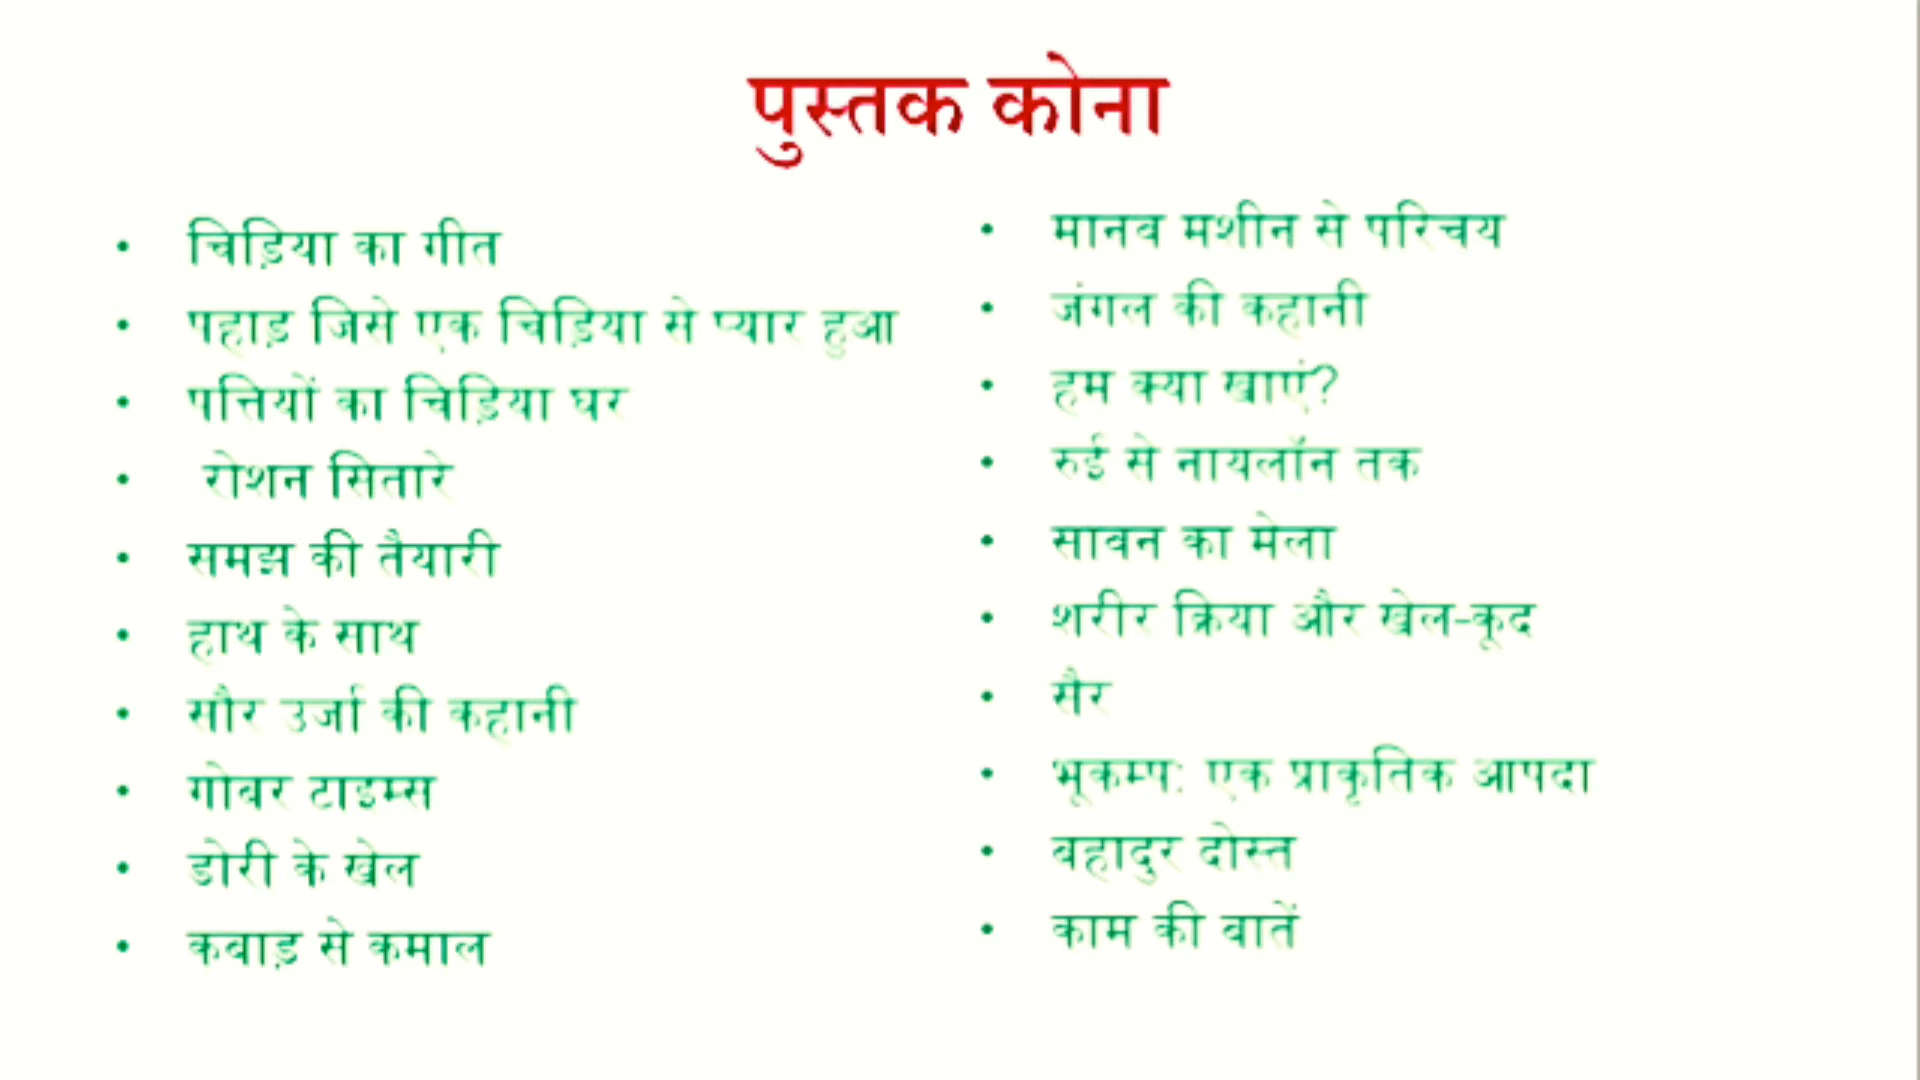 पुस्तक कोना
चिड़िया का गीत
पहाड़ जिसे एक चिड़िया से प्यार हुआ
पत्तियों का चिड़िया घर
रोशन सितारे
समझ की तैयारी
हाथ के साथ
सौर उर्जा की कहानी
गोबर टाइम्स
डोरी के खेल
कबाड़ से कमाल
मानव मशीन से परिचय
जंगल की कहानी
हम क्या खाएं?
रुई से नायलॉन तक
सावन का मेला
शरीर क्रिया और खेल-कूद
सैर
भूकम्प: एक प्राकृतिक आपदा
बहादुर दोस्त
काम की बातें